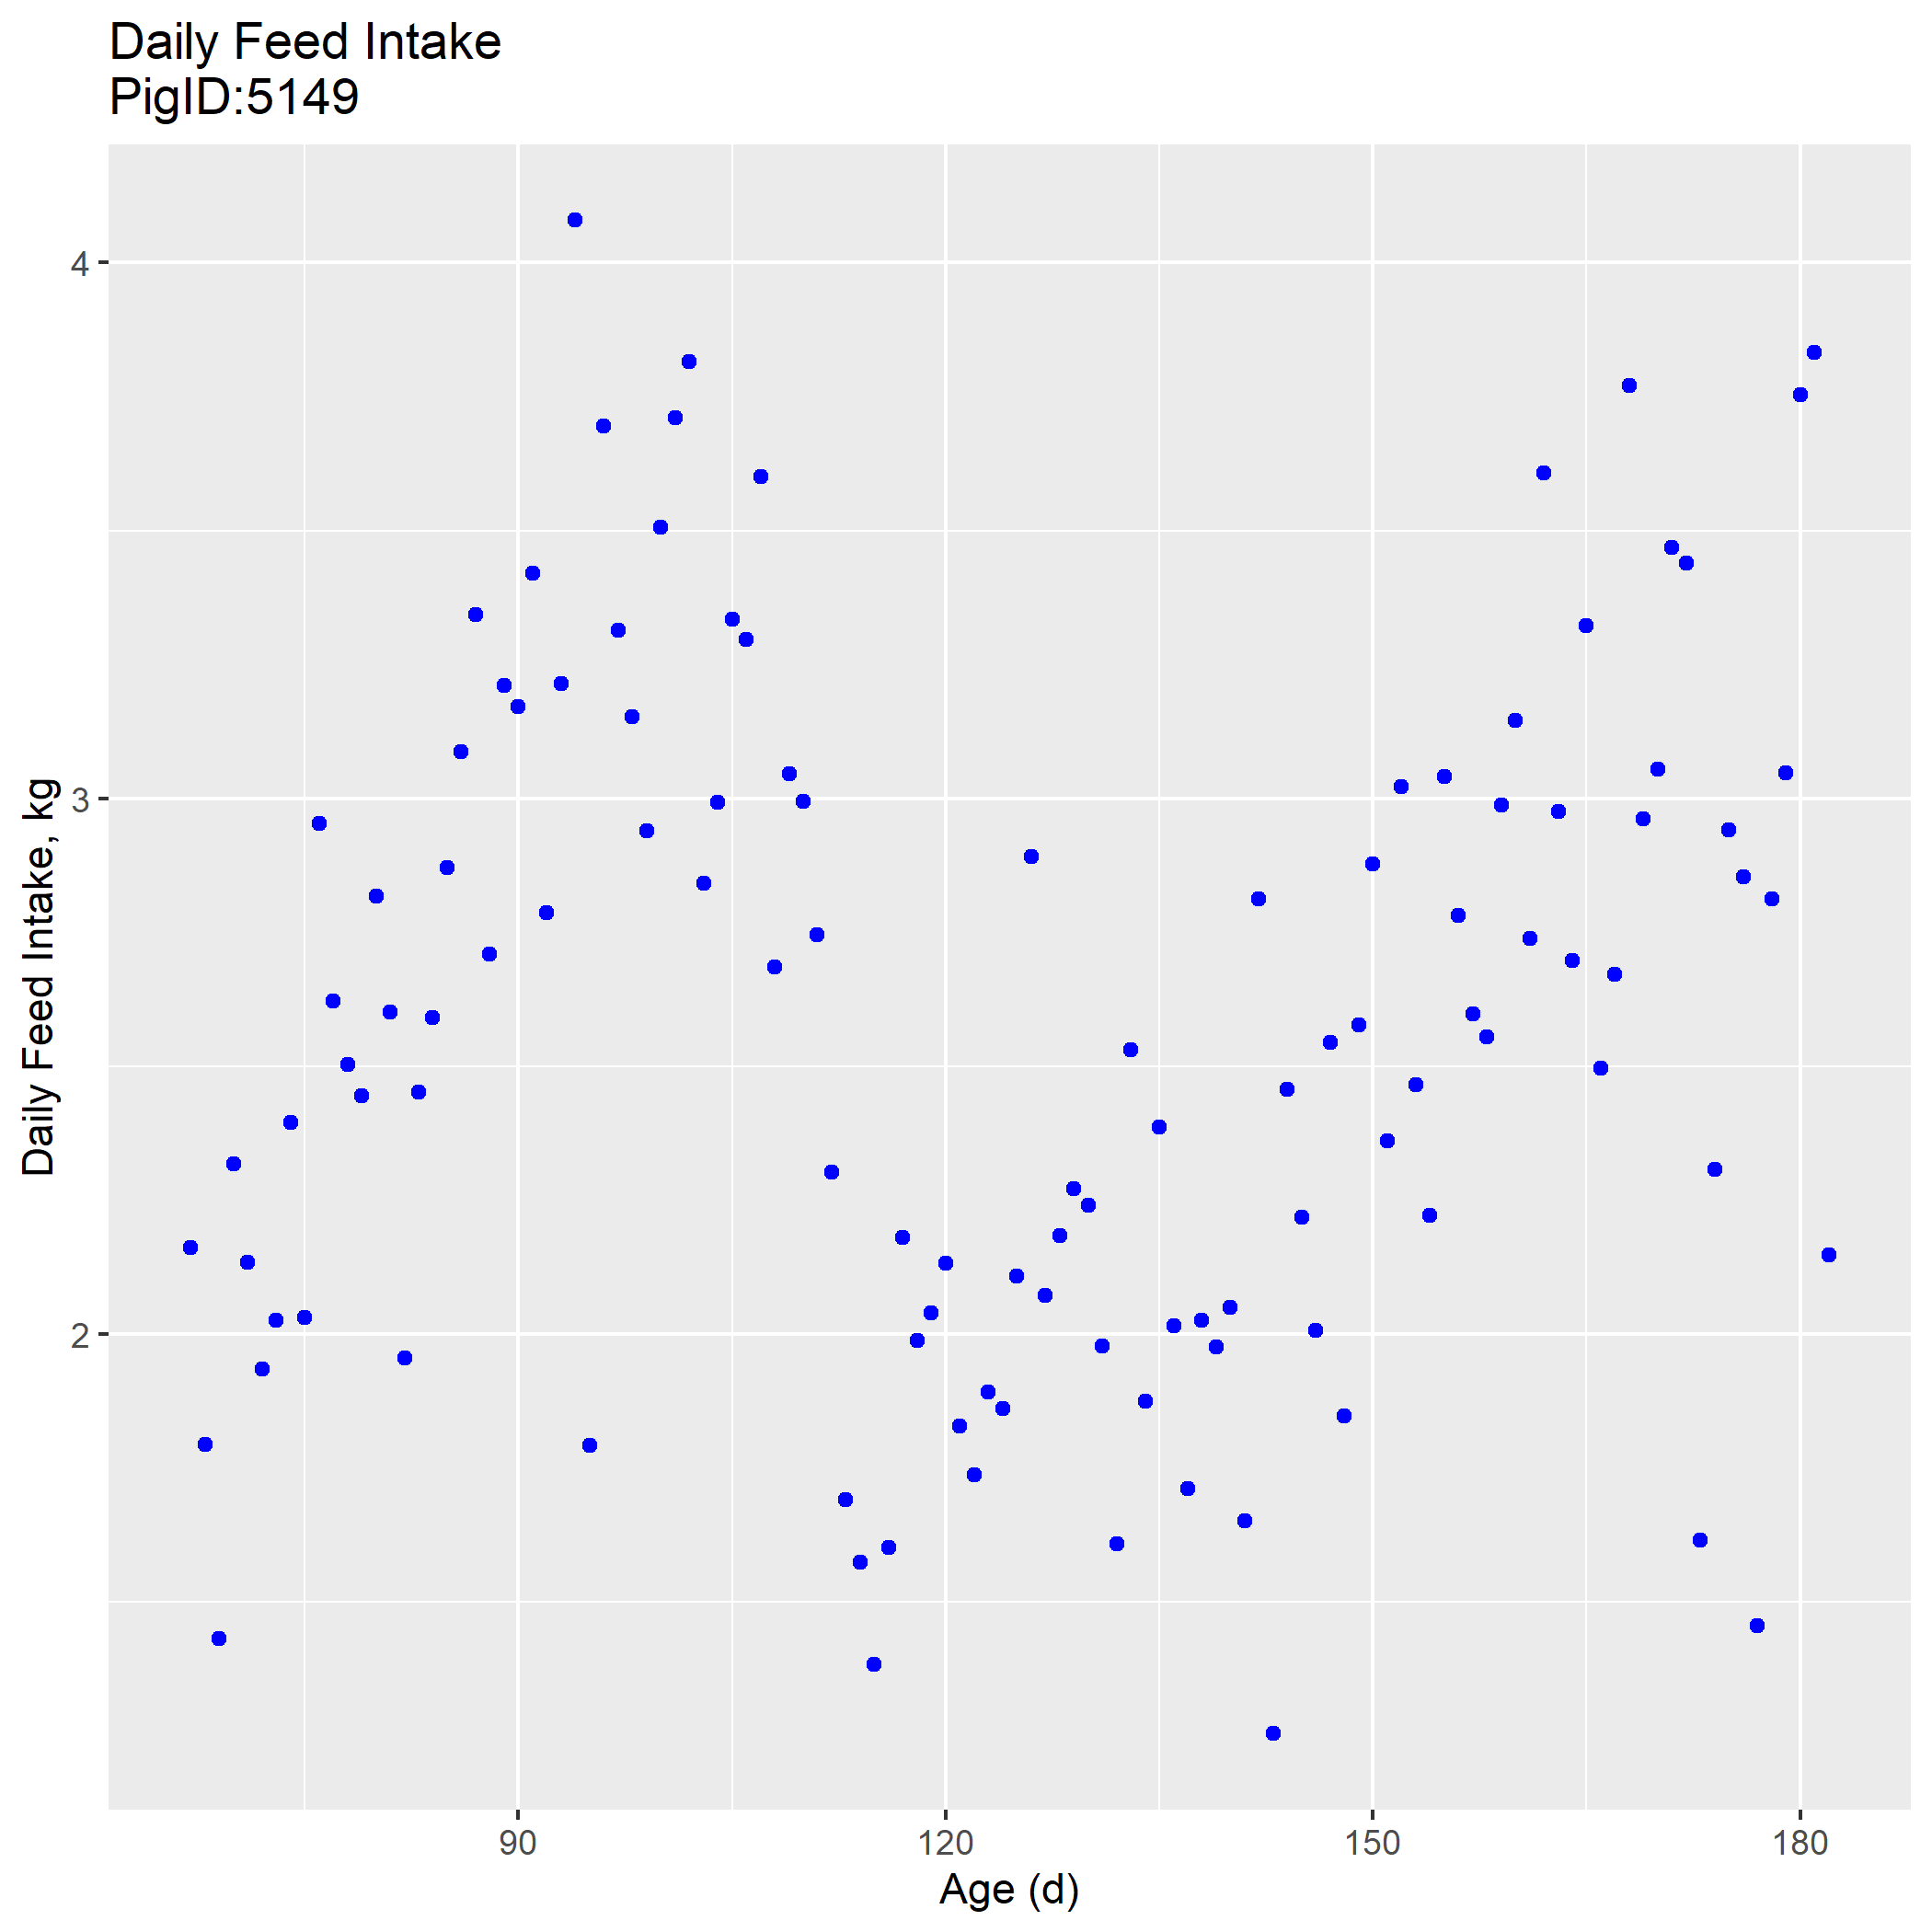 Daily Feed Intake
PigID:5149
4
3
2
Daily Feed Intake, kg
90 120 150 180
Age (d)